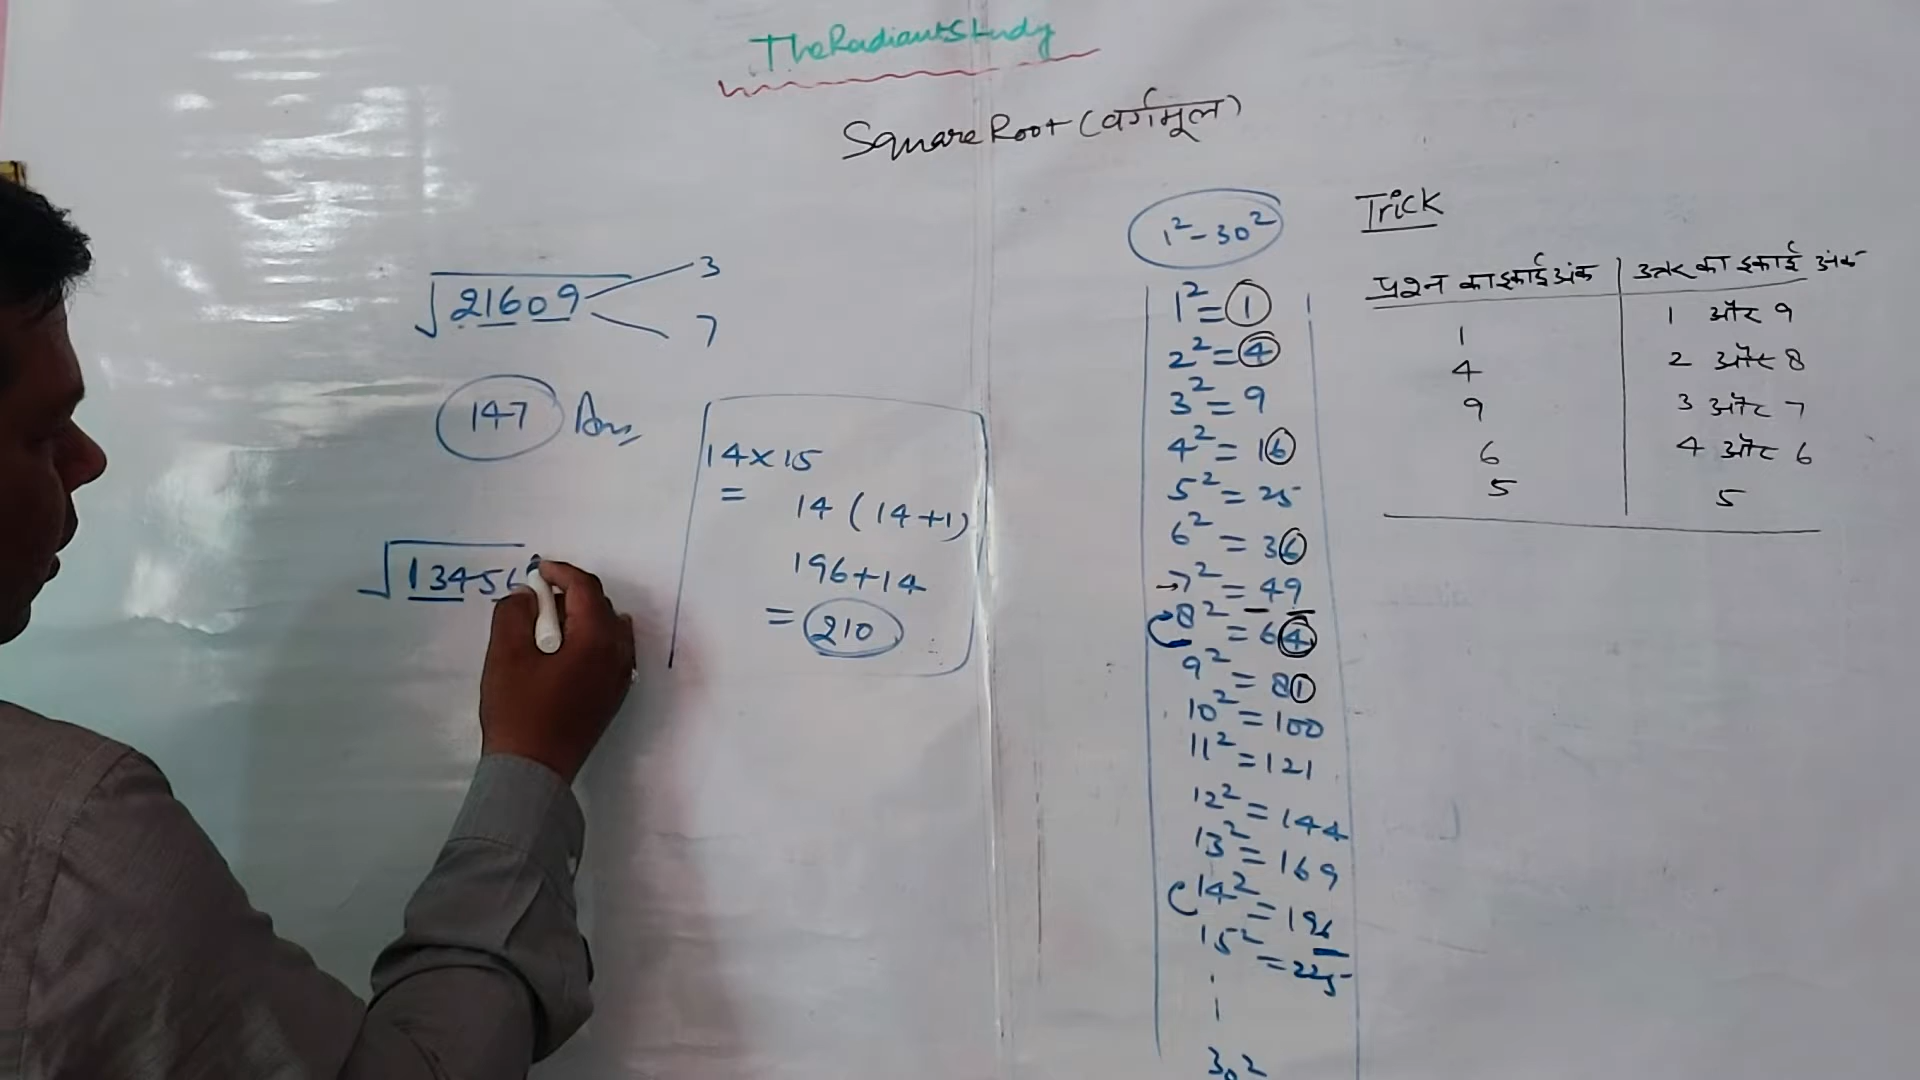 TheRadiantStudy
Square Root (वर्गमूल)
√21609
3
7
147 Ans
14×15
= 14 (14+1)
196+14
= 210
√13456
1²-30²
1² = 1
2² = 4
3² = 9
4² = 16
5² = 25
6² = 36
→7² = 49
8² = 64
9² = 81
10² = 100
11² = 121
12² = 144
13² = 169
14² = 196
15² = 225
30²
Trick
प्रश्न का इकाई अंक | उत्तर का इकाई अंक
1 | 1 और 9
4 | 2 और 8
9 | 3 और 7
6 | 4 और 6
5 | 5